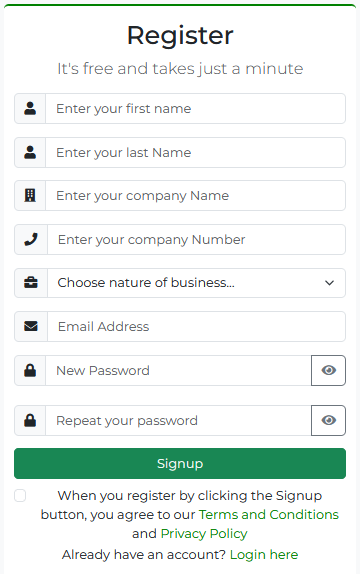 Register
It's free and takes just a minute
Enter your first name
Enter your last Name
Enter your company Name
Enter your company Number
Choose nature of business...
Email Address
New Password
Repeat your password
Signup
When you register by clicking the Signup
button, you agree to our Terms and Conditions
and Privacy Policy
Already have an account? Login here